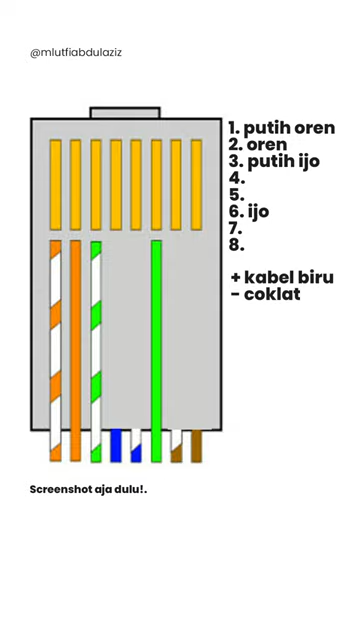 @mlutfiabdulaziz
1. putih oren
2. oren
3. putih ijo
4.
5.
6. ijo
7.
8.
+ kabel biru
- coklat
Screenshot aja dulu!.